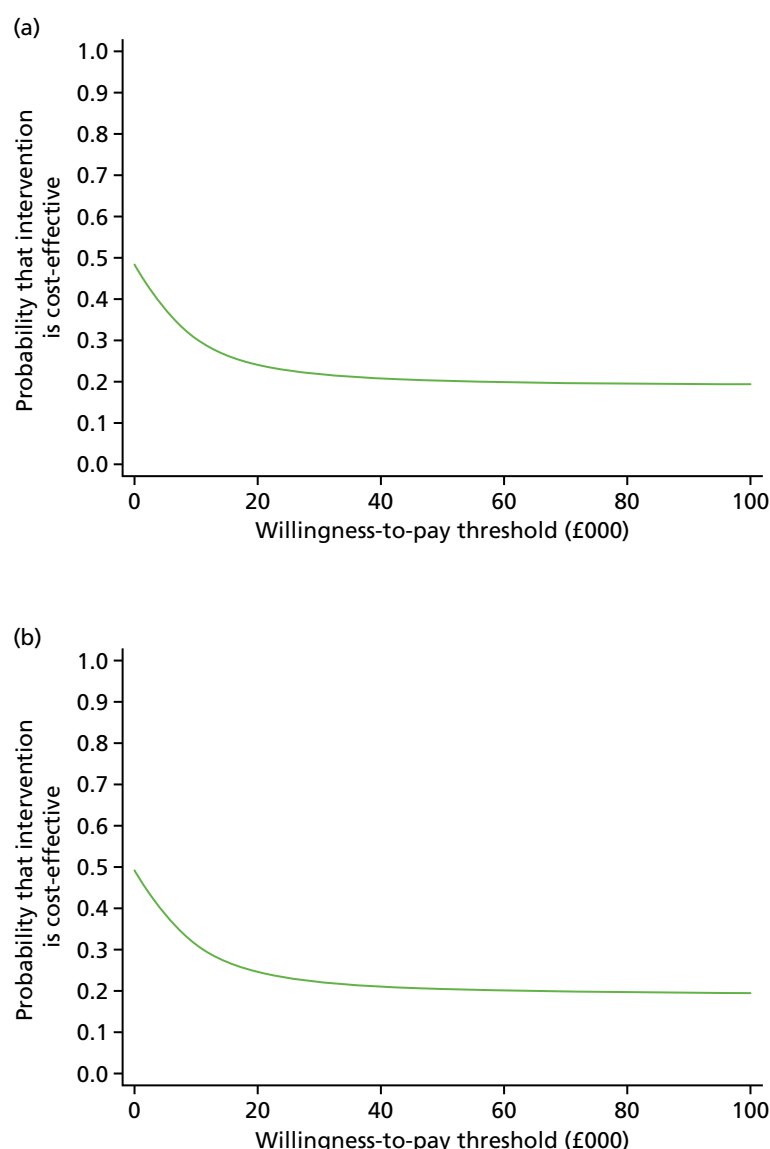 (a)
1.0
0.9
0.8
0.7
0.6
0.5
0.4
0.3
0.2
0.1
0.0
Probability that intervention
is cost-effective
0 20 40 60 80 100
Willingness-to-pay threshold (£000)
(b)
1.0
0.9
0.8
0.7
0.6
0.5
0.4
0.3
0.2
0.1
0.0
Probability that intervention
is cost-effective
0 20 40 60 80 100
Willingness-to-pay threshold (£000)